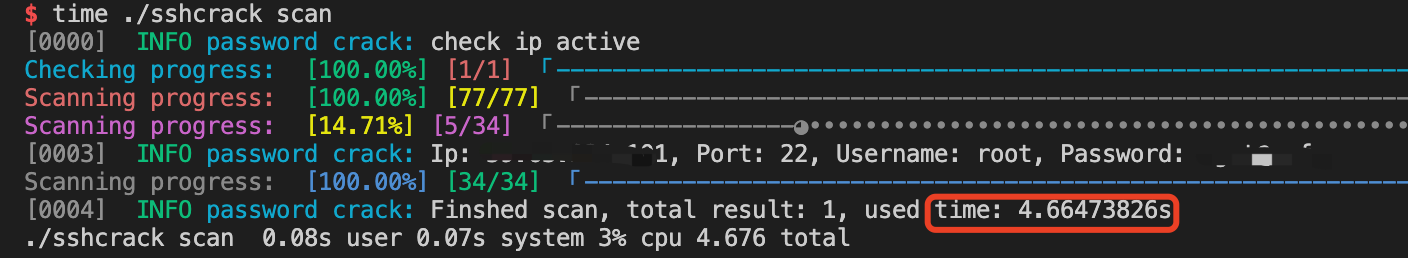 $ time ./sshcrack scan
[0000] INFO password crack: check ip active
Checking progress: [100.00%] [1/1]
Scanning progress: [100.00%] [77/77]
Scanning progress: [14.71%] [5/34]
[0003] INFO password crack: Ip: , Port: 22, Username: root, Password:
Scanning progress: [100.00%] [34/34]
[0004] INFO password crack: Finshed scan, total result: 1, used time: 4.66473826s
./sshcrack scan 0.08s user 0.07s system 3% cpu 4.676 total